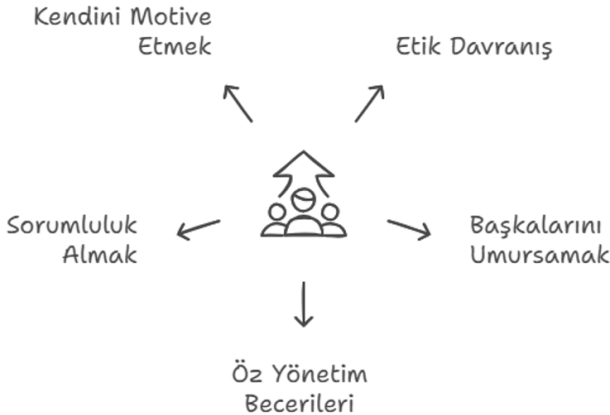 Kendini Motive
Etmek
Etik Davranış
Sorumluluk
Almak
Başkalarını
Umursamak
Öz Yönetim
Becerileri